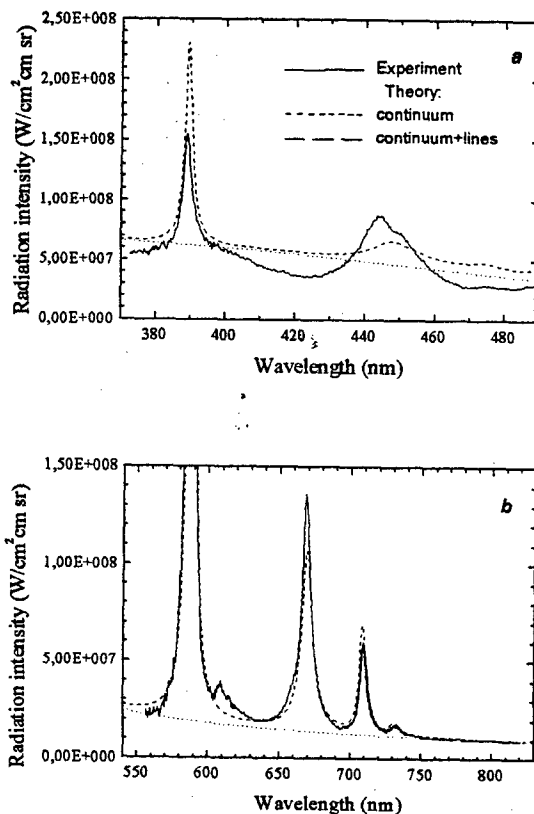 2,50E+008
2,00E+008
1,50E+008
1,00E+008
5,00E+007
0,00E+000
Radiation intensity (W/cm²cm sr)
a
Experiment
Theory:
continuum
continuum+lines
380 400 420 440 460 480
Wavelength (nm)
1,50E+008
1,00E+008
5,00E+007
0,00E+000
Radiation intensity (W/cm²cm sr)
b
550 600 650 700 750 800
Wavelength (nm)